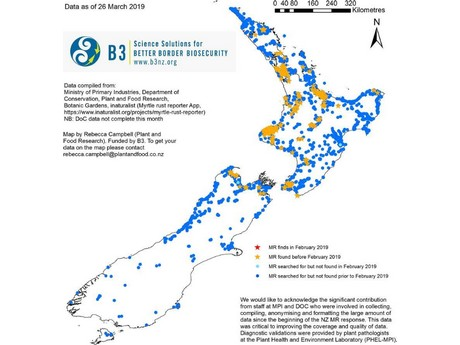 Data as of 26 March 2019
0 40 80 160 240 320
Kilometres
N
B3
Science Solutions for
BETTER BORDER BIOSECURITY
www.b3nz.org
Data compiled from:
Ministry of Primary Industries, Department of
Conservation, Plant and Food Research,
Botanic Gardens, inaturalist (Myrtle rust reporter App,
https://www.inaturalist.org/projects/myrtle-rust-reporter)
NB: DoC data not complete this month
Map by Rebecca Campbell (Plant and
Food Research). Funded by B3. To get your
data on the map please contact
rebecca.campbell@plantandfood.co.nz
MR finds in February 2019
MR found before February 2019
MR searched for but not found in February 2019
MR searched for but not found prior to February 2019
We would like to acknowledge the significant contribution
from staff at MPI and DOC who were involved in collecting,
compiling, anonymising and formatting the large amount of
data since the beginning of the NZ MR response. This data
was critical to improving the coverage and quality of data.
Diagnostic validations were provided by plant pathologists
at the Plant Health and Environment Laboratory (PHEL-MPI).